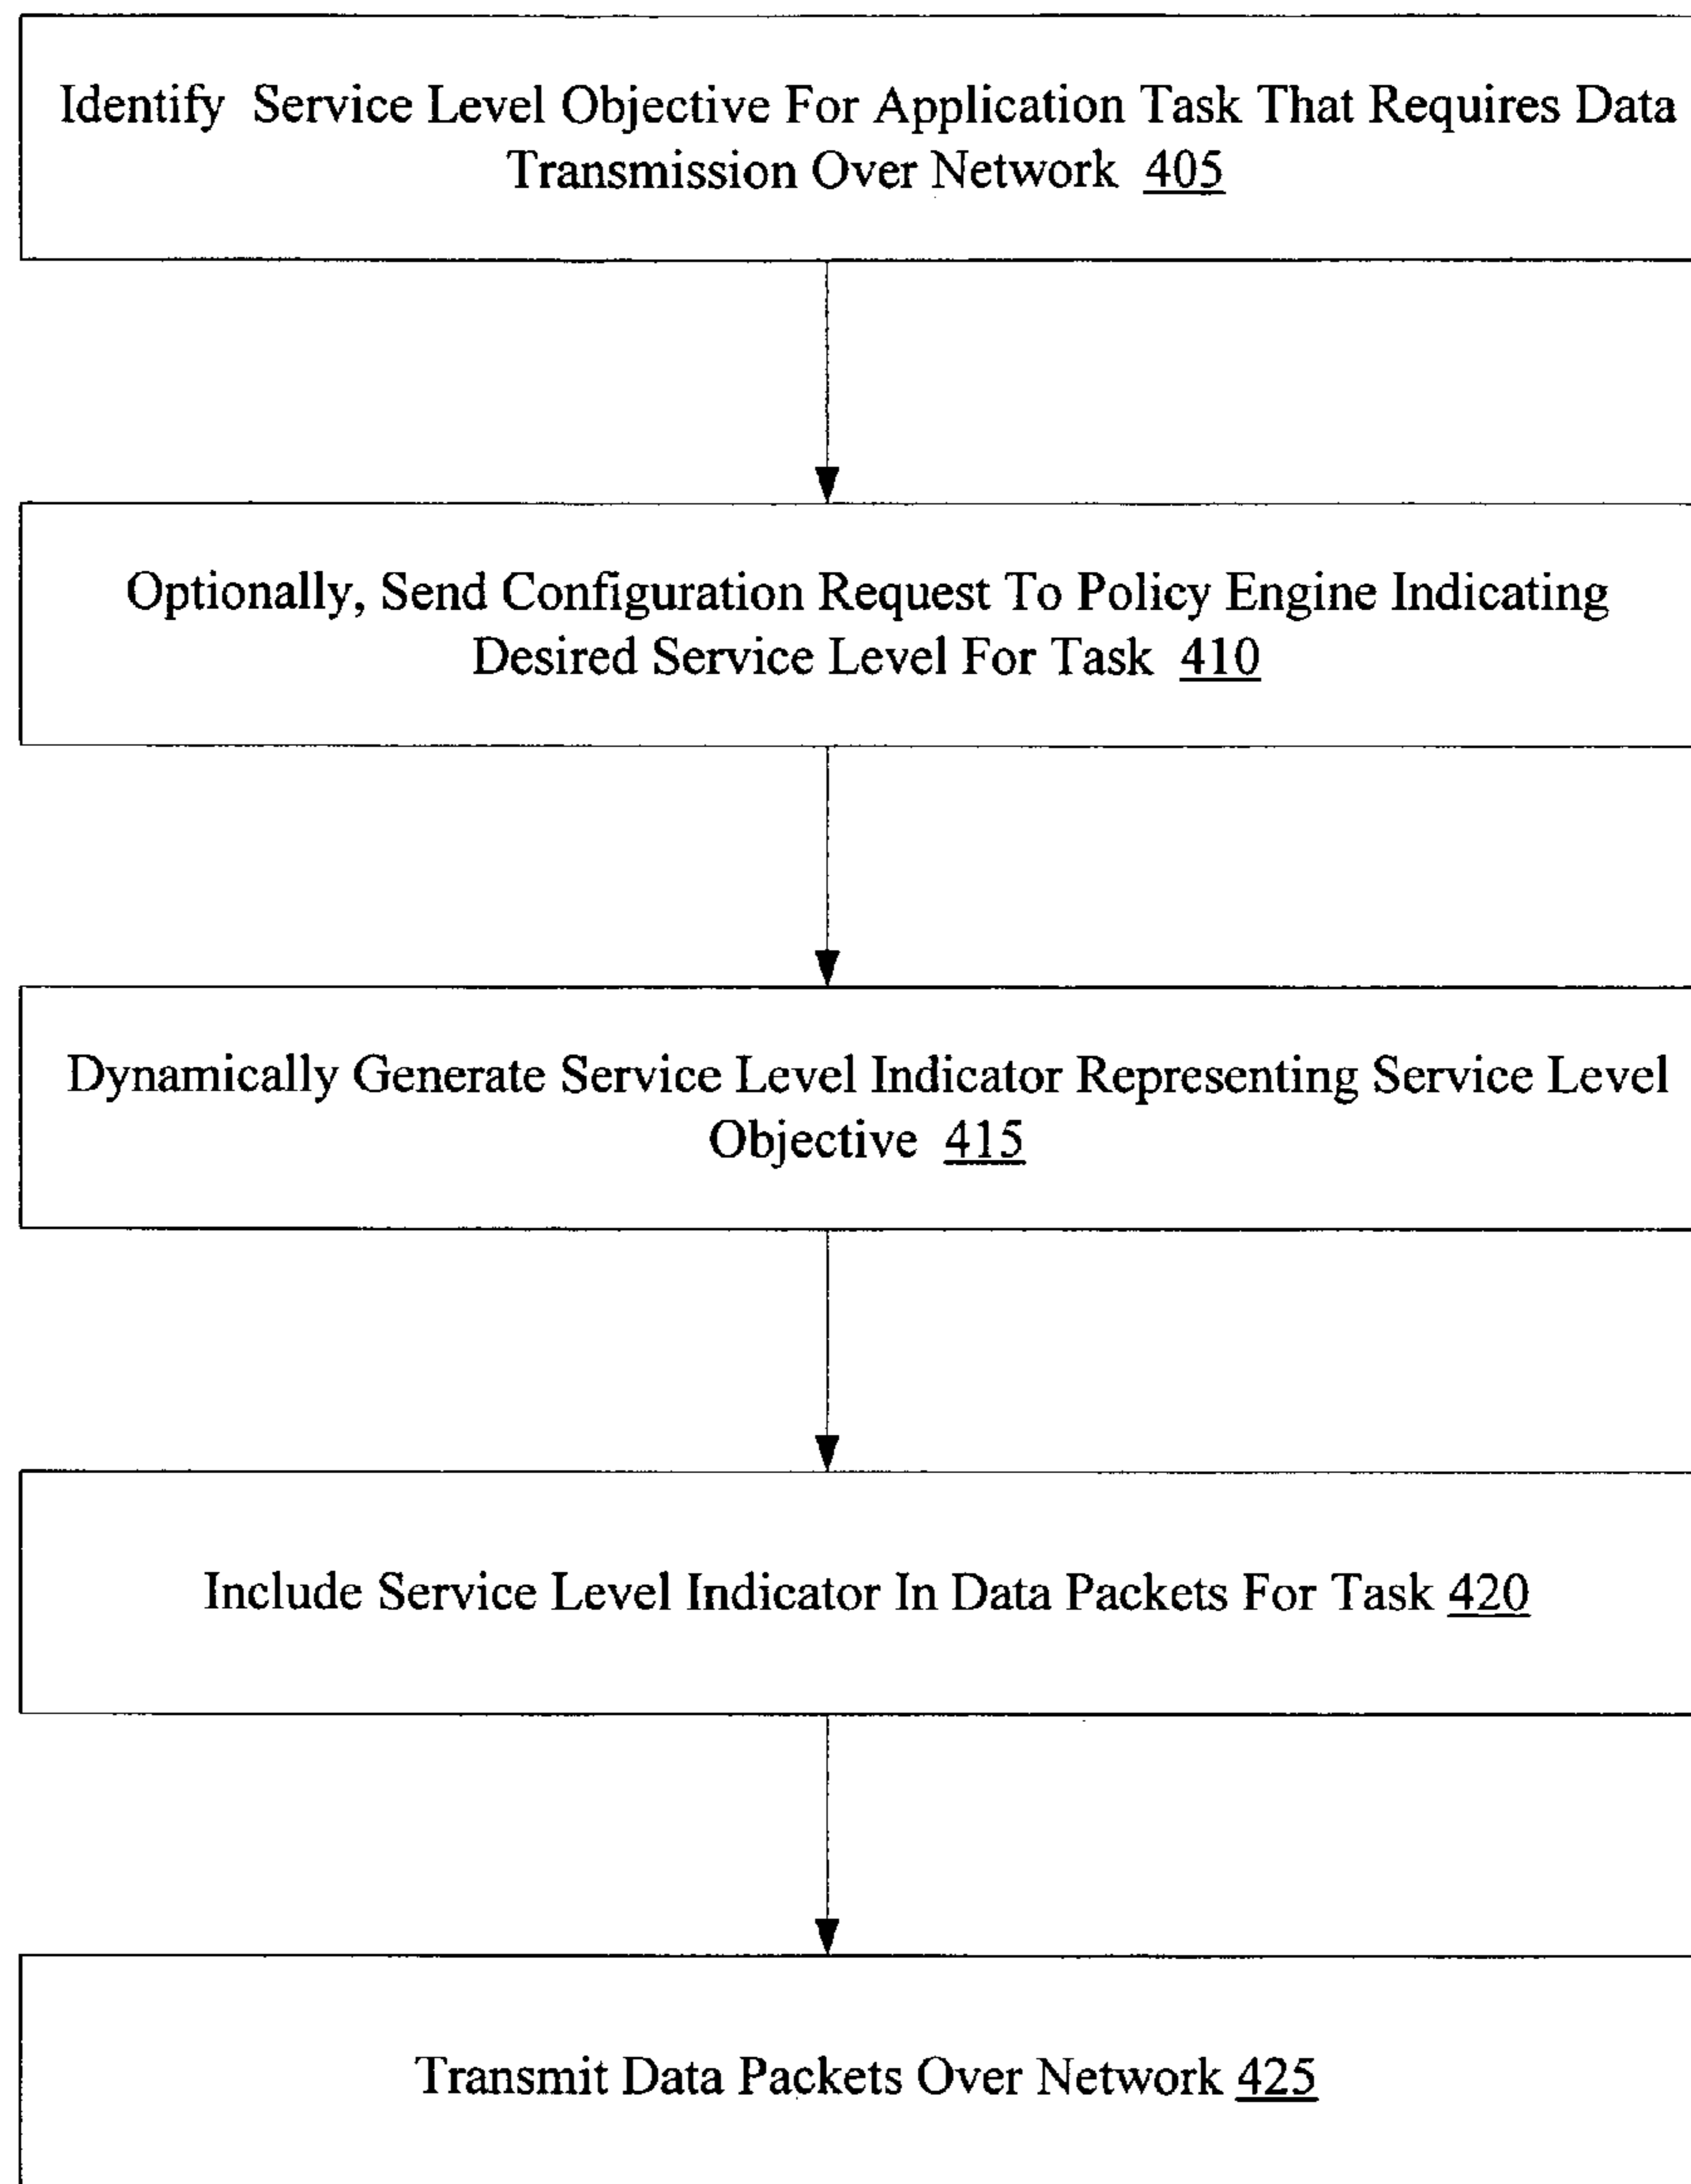 Identify Service Level Objective For Application Task That Requires Data
Transmission Over Network 405
Optionally, Send Configuration Request To Policy Engine Indicating
Desired Service Level For Task 410
Dynamically Generate Service Level Indicator Representing Service Level
Objective 415
Include Service Level Indicator In Data Packets For Task 420
Transmit Data Packets Over Network 425